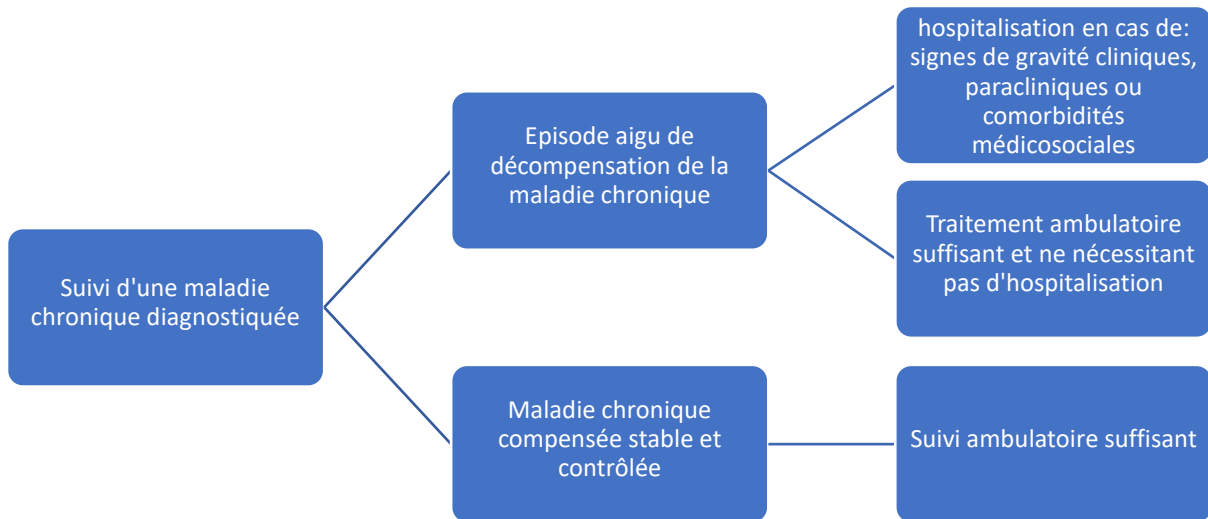 hospitalisation en cas de:
signes de gravité cliniques,
paracliniques ou
comorbidités
médicosociales
Episode aigu de
décompensation de la
maladie chronique
Traitement ambulatoire
suffisant et ne nécessitant
pas d'hospitalisation
Suivi d'une maladie
chronique diagnostiquée
Maladie chronique
compensée stable et
contrôlée
Suivi ambulatoire suffisant